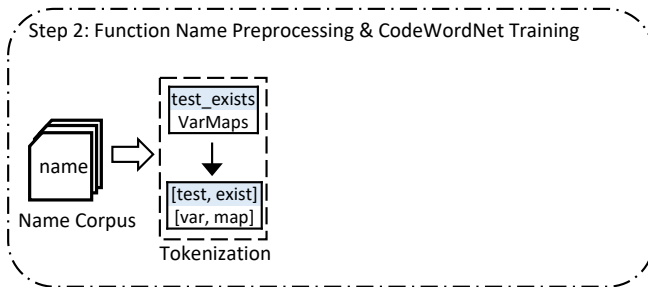 Step 2: Function Name Preprocessing & CodeWordNet Training
test_exists
VarMaps
name
[test, exist]
[var, map]
Name Corpus
Tokenization